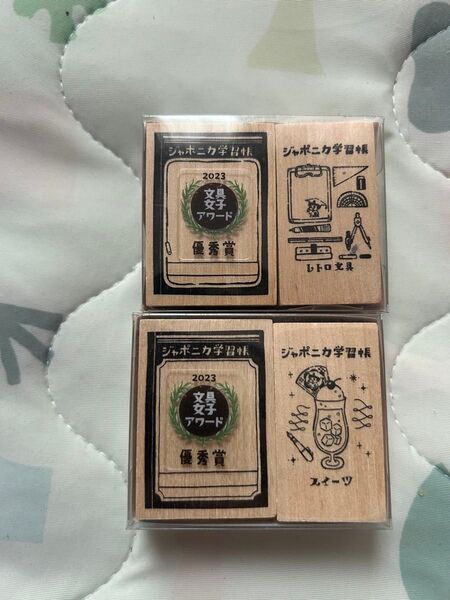 ジャポニカ学習帳
2023
文具
女子
アワード
優秀賞
ジャポニカ学習帳
レトロ文具
ジャポニカ学習帳
2023
文具
女子
アワード
優秀賞
ジャポニカ学習帳
スイーツ